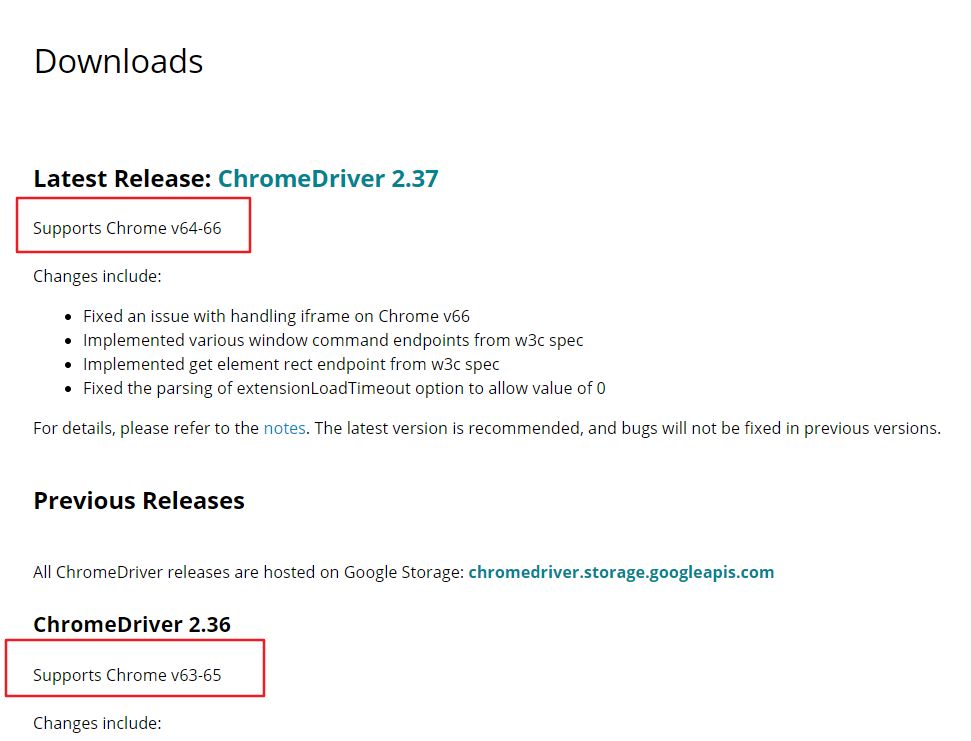 Downloads
Latest Release: ChromeDriver 2.37
Supports Chrome v64-66
Changes include:
Fixed an issue with handling iframe on Chrome v66
Implemented various window command endpoints from w3c spec
Implemented get element rect endpoint from w3c spec
Fixed the parsing of extensionLoadTimeout option to allow value of 0
For details, please refer to the notes. The latest version is recommended, and bugs will not be fixed in previous versions.
Previous Releases
All ChromeDriver releases are hosted on Google Storage: chromedriver.storage.googleapis.com
ChromeDriver 2.36
Supports Chrome v63-65
Changes include: